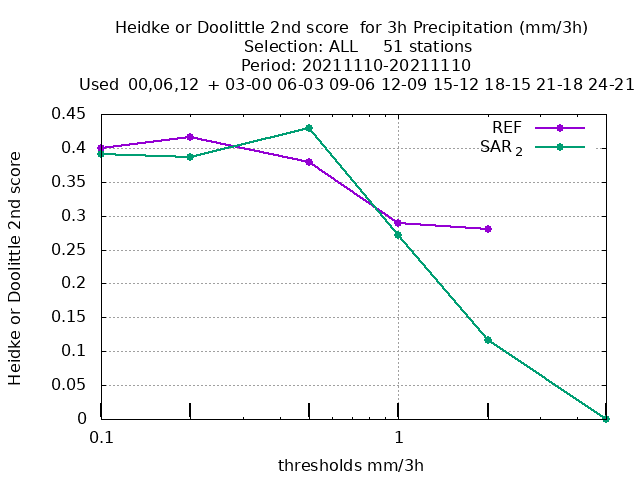 Heidke or Doolittle 2nd score  for 3h Precipitation (mm/3h)
Selection: ALL     51 stations
Period: 20211110-20211110
Used  00,06,12  + 03-00 06-03 09-06 12-09 15-12 18-15 21-18 24-21
Heidke or Doolittle 2nd score
0.45
0.4
0.35
0.3
0.25
0.2
0.15
0.1
0.05
0
REF
SAR 2
0.1
1
thresholds mm/3h